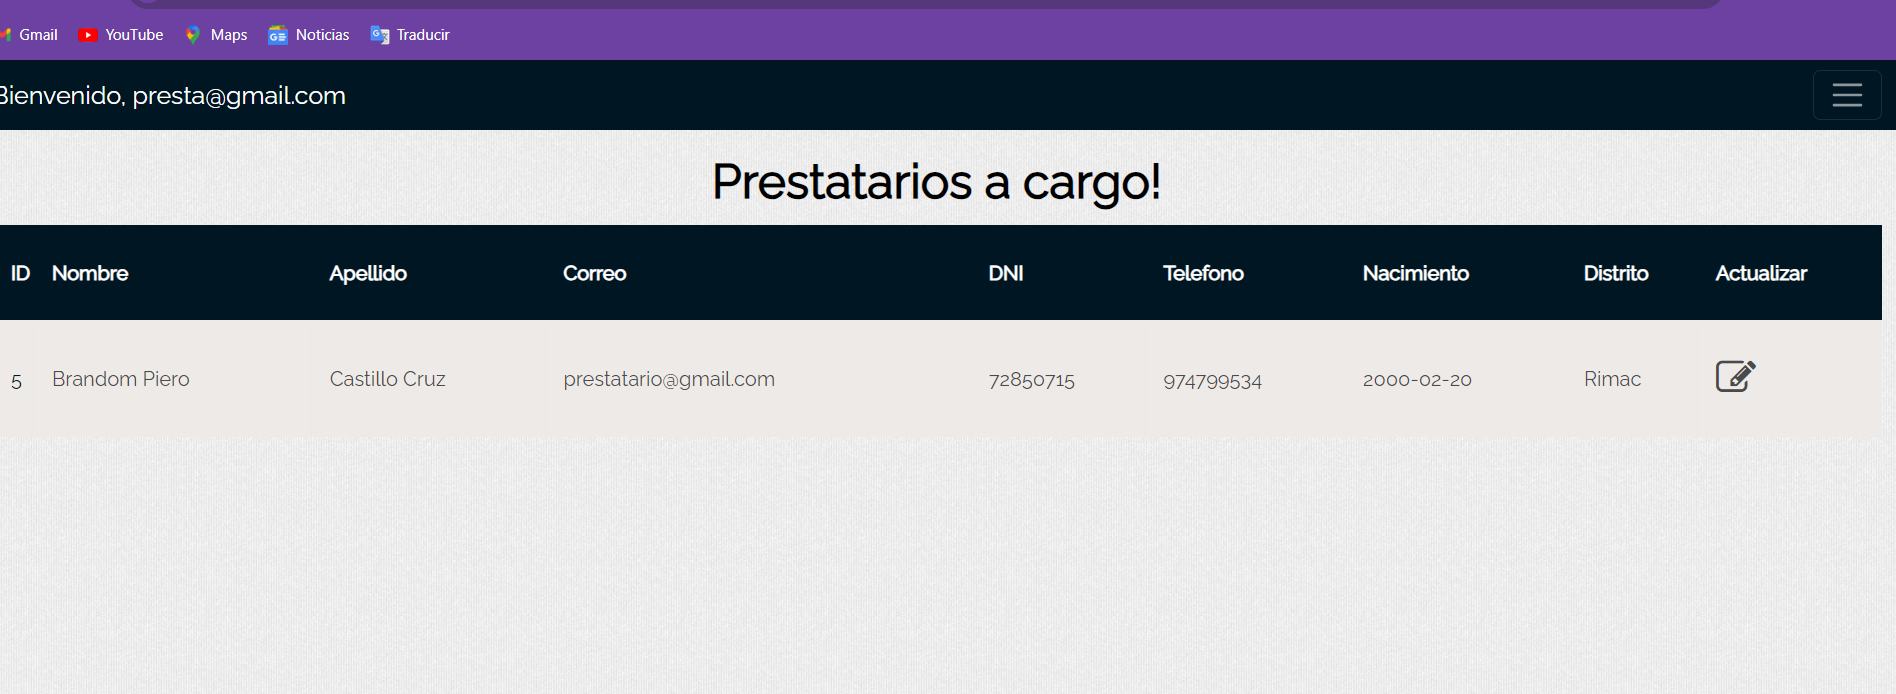 Gmail YouTube Maps Noticias Traducir
Bienvenido, presta@gmail.com
Prestatarios a cargo!
ID Nombre Apellido Correo DNI Telefono Nacimiento Distrito Actualizar
5 Brandom Piero Castillo Cruz prestatario@gmail.com 72850715 974799534 2000-02-20 Rimac